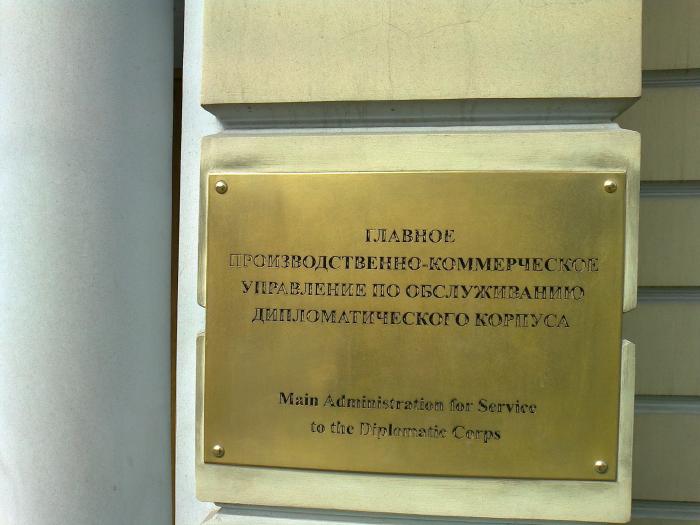 ГЛАВНОЕ
ПРОИЗВОДСТВЕННО-КОММЕРЧЕСКОЕ
УПРАВЛЕНИЕ ПО ОБСЛУЖИВАНИЮ
ДИПЛОМАТИЧЕСКОГО КОРПУСА
Main Administration for Service
to the Diplomatic Corps